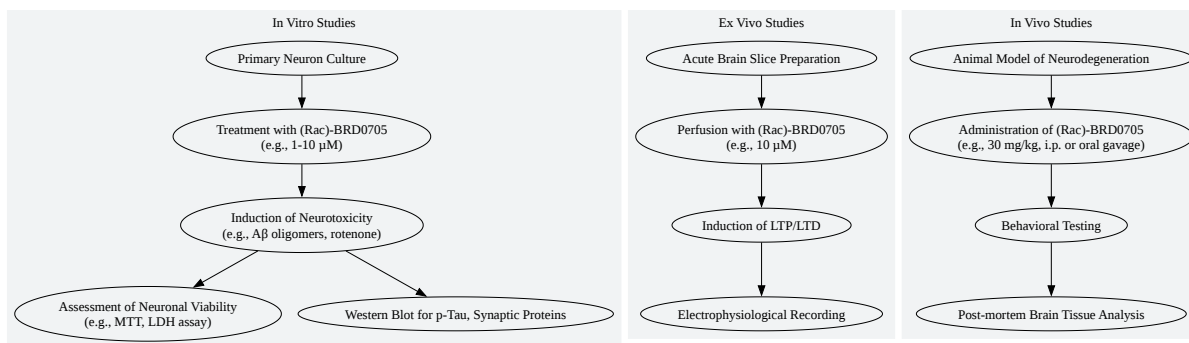 In Vitro Studies
Primary Neuron Culture
Treatment with (Rac)-BRD0705
(e.g., 1-10 µM)
Induction of Neurotoxicity
(e.g., Aβ oligomers, rotenone)
Assessment of Neuronal Viability
(e.g., MTT, LDH assay)
Western Blot for p-Tau, Synaptic Proteins
Ex Vivo Studies
Acute Brain Slice Preparation
Perfusion with (Rac)-BRD0705
(e.g., 10 µM)
Induction of LTP/LTD
Electrophysiological Recording
In Vivo Studies
Animal Model of Neurodegeneration
Administration of (Rac)-BRD0705
(e.g., 30 mg/kg, i.p. or oral gavage)
Behavioral Testing
Post-mortem Brain Tissue Analysis